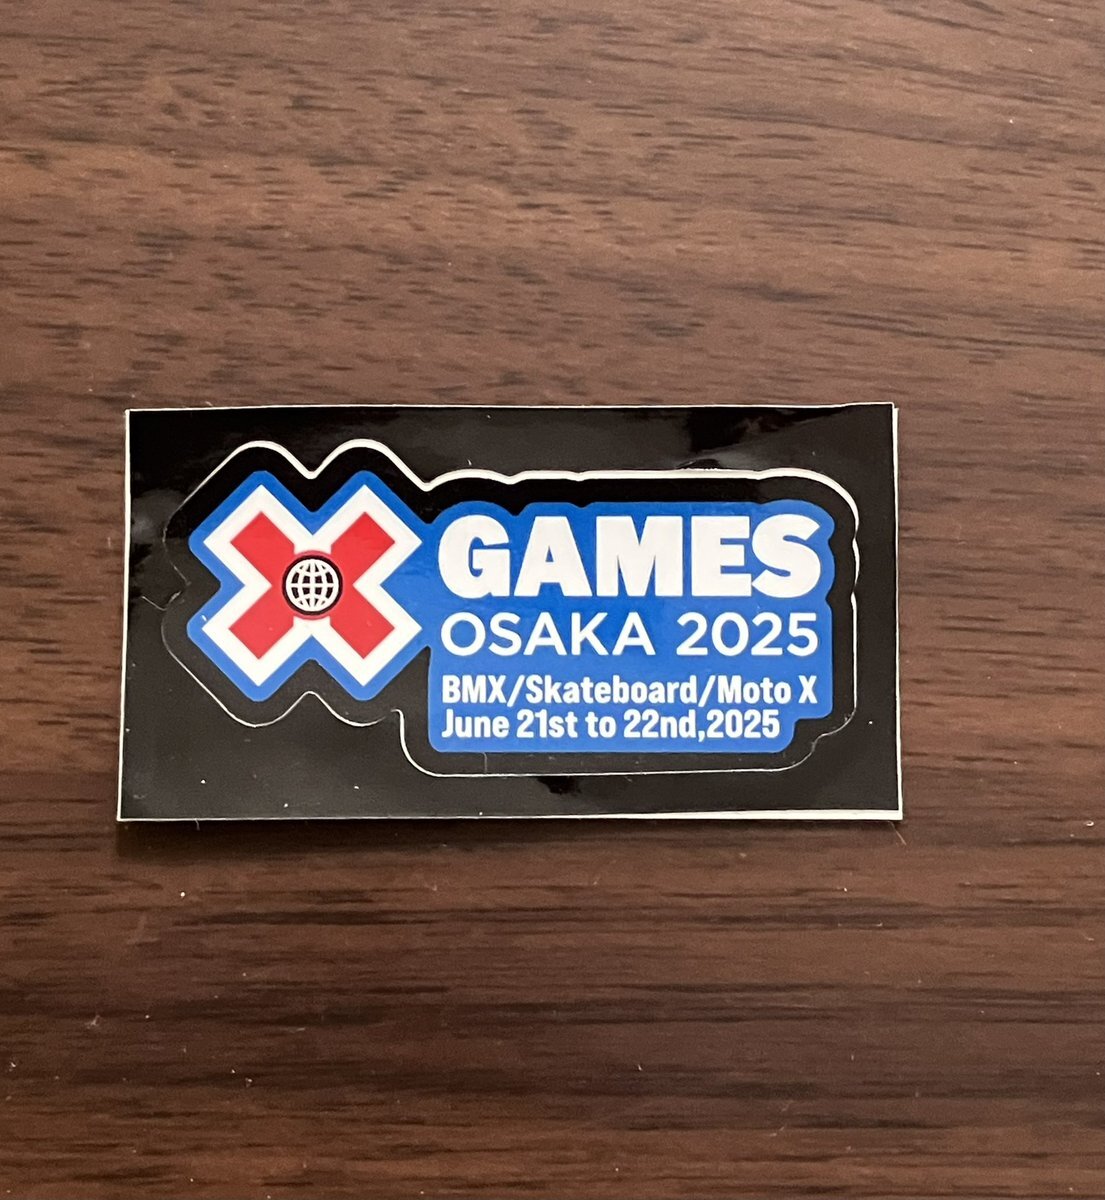 X GAMES
OSAKA 2025
BMX/Skateboard/Moto X
June 21st to 22nd,2025